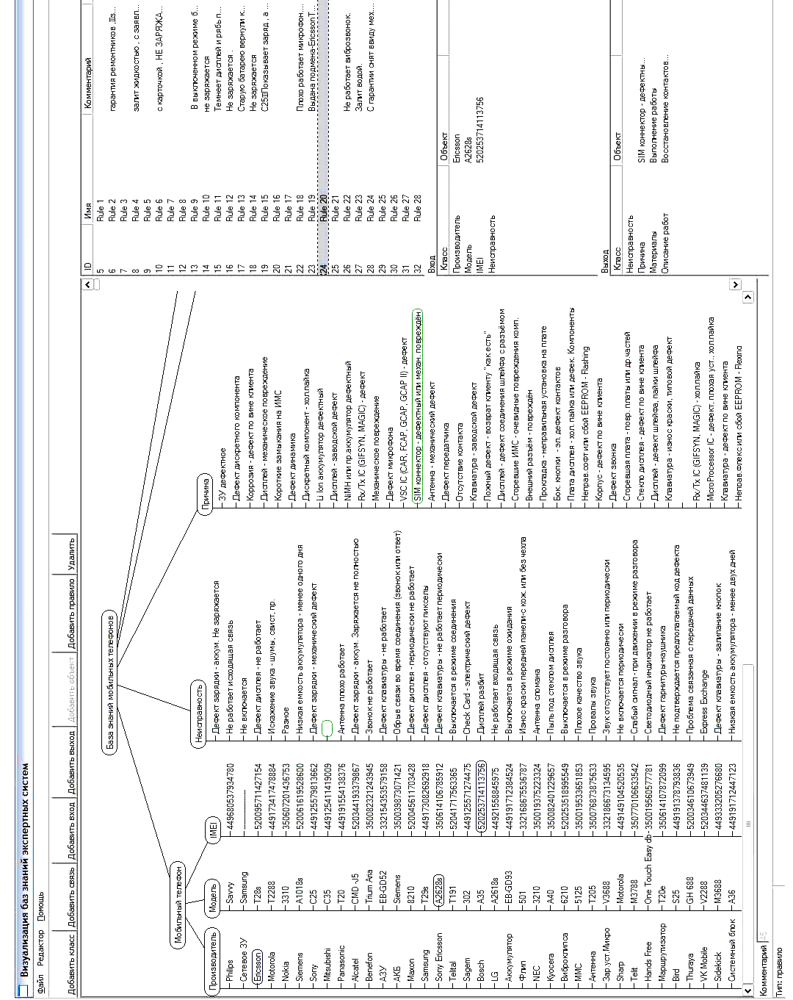 Визуализация баз знаний экспертных систем
Файл Редактор Помощь
Добавить класс Добавить связь Добавить вход Добавить выход Добавить объект Добавить правило Удалить
База знаний мобильных телефонов
Мобильный телефон
Производитель
Philips
Сетевое ЗУ
Ericsson
Motorola
Nokia
Siemens
Sony
Mitsubishi
Panasonic
Alcatel
Benefon
АЗУ
АКБ
Maxon
Samsung
Sony Ericsson
Telital
Sagem
Bosch
LG
Аккумулятор
Флип
NEC
Kyocera
Виброклипса
MMC
Антенна
Зар.уст.Микро
Sharp
Telit
Hands Free
Маршрутизатор
Bird
Thuraya
VK Mobile
Sidekick
Системный блок
Модель
Savvy
Samsung
T28s
T2288
3310
A1018s
C25
C35
T20
CMD -J5
Trium Aria
EB-GD52
Siemens
8210
T29s
A2628s
T191
302
A35
A2618s
EB-GD93
501
3210
A40
6210
5125
T205
V3688
Motorola
M3788
One Touch Easy db
T20e
S25
GH 688
V2288
M3688
A36
IMEI
449680537934780
---------------
520095711427154
449173417478884
350607201436753
520061619528600
449125579813662
449125411419009
449191554138376
520344193379867
350082321243945
332154353579158
350039873071421
520045611703428
449173082692918
350614106785912
520417175633​65
449125571274475
520253714113756
449215588459​75
449191712384524
332168675536787
350019375223324
350082401229657
520253518995549
350019533651853
350076873875633
332186673134595
449149104520535
350770106633542
350019560577781
350614107872099
449191378793836
520034610673949
520344637481139
449333205276680
449191712447123
Неисправность
Дефект зарядки - аккум. Не заряжается
Не работает исходящая связь
Не включается
Дефект дисплея - не работает
Искажение звука - шумы, свист, пр.
Разное
Низкая емкость аккумулятора - менее одного дня
Дефект зарядки - механический дефект
Антенна плохо работает
Дефект зарядки - аккум. Заряжается не полностью
Звонок не работает
Дефект клавиатуры - не работает
Обрыв связи во время соединения (звонок или ответ)
Дефект дисплея - периодически не работает
Дефект дисплея - отсутствуют пикселы
Дефект клавиатуры - не работает периодически
Выключается в режиме соединения
Check Card - электрический дефект
Дисплей разбит
Не работает входящая связь
Выключается в режиме ожидания
Износ краски передней панели-с кож. или без чехла
Антенна сломана
Пыль под стеклом дисплея
Выключается в режиме разговора
Плохое качество звука
Провалы звука
Звук отсутствует постоянно или периодически
Не включается периодически
Слабый сигнал - при движении в режиме разговора
Светодиодный индикатор не работает
Дефект гарнитуры-наушника
Не подтверждается предполагаемый код дефекта
Проблема связанная с передачей данных
Express Exchange
Дефект клавиатуры - залипание кнопок
Низкая емкость аккумулятора - менее двух дней
Причина
ЗУ дефектное
Дефект дискретного компонента
Коррозия - дефект по вине клиента
Дисплей - механическое повреждение
Короткие замыкания на ИМС
Дефект динамика
Дискретный компонент - хол.пайка
Li Ion аккумулятор дефектный
Дисплей - заводской дефект
NiMH или пр.аккумулятор дефектный
Rx/Tx IC (GIFSYN, MAGIC) - дефект
Механическое повреждение
Дефект микрофона
VSC IC (CAR, FCAP, GCAP, GCAP II) - дефект
SIM коннектор - дефектный или механ. повреждён
Антенна - механический дефект
Дефект передатчика
Отсутствие контакта
Клавиатура - заводской дефект
Ложный дефект - возврат клиенту "как есть"
Дисплей - дефект соединения шлейфа с разъёмом
Сгоревшие ИМС - очевидные повреждения комп.
Внешний разъём - повреждён
Прокладка - неправильная установка на плате
Бок. кнопки - эл. дефект контактов
Плата дисплея - хол. пайка или дефек. Компоненты
Неправ.софт или сбой EEPROM - Flashing
Корпус - дефект по вине клиента
Дефект звонка
Сгоревшая плата - повр. платы или др.частей
Стекло дисплея - дефект по вине клиента
Дисплей - дефект шлейфа, пайки шлейфа
Клавиатура - износ краски, типовой дефект
Rx/Tx IC (GIFSYN, MAGIC) - хол.пайка
MicroProcessor IC - дефект, плохая уст., хол.пайка
Клавиатура - дефект по вине клиента
Неправ.флекс или сбой EEPROM - Flexing
ID Имя Комментарий
5 Rule 1
6 Rule 2 гарантия ремонтников
7 Rule 3
8 Rule 4 залит жидкостью , с заявл...
9 Rule 5
10 Rule 6 с карточкой , НЕ ЗАРЯЖА...
11 Rule 7
12 Rule 8
13 Rule 9 В выключенном режиме б...
14 Rule 10 не заряжается
15 Rule 11 Темнеет дисплей и рябь п...
16 Rule 12 Не заряжается .
17 Rule 13 Старую батарею вернули к...
18 Rule 14 Не заряжается
19 Rule 15 C25 Показывает заряд, а ...
20 Rule 16
21 Rule 17
22 Rule 18 Плохо работает микрофон...
23 Rule 19 Выдана подмена-Ericsson T...
24 Rule 20
25 Rule 21
26 Rule 22 Не работает виброзвонок.
27 Rule 23 Залит водой.
28 Rule 24 С гарантии снят ввиду мех...
29 Rule 25
30 Rule 26
31 Rule 27
32 Rule 28
Вход
Класс Объект
Производитель Ericsson
Модель A2628s
IMEI 520253714113756
Неисправность
Выход
Класс Объект
Неисправность
Причина SIM коннектор - дефектны...
Материалы Выполнение работы
Описание работ Восстановление контактов...
Комментарий 45
Тип: правило